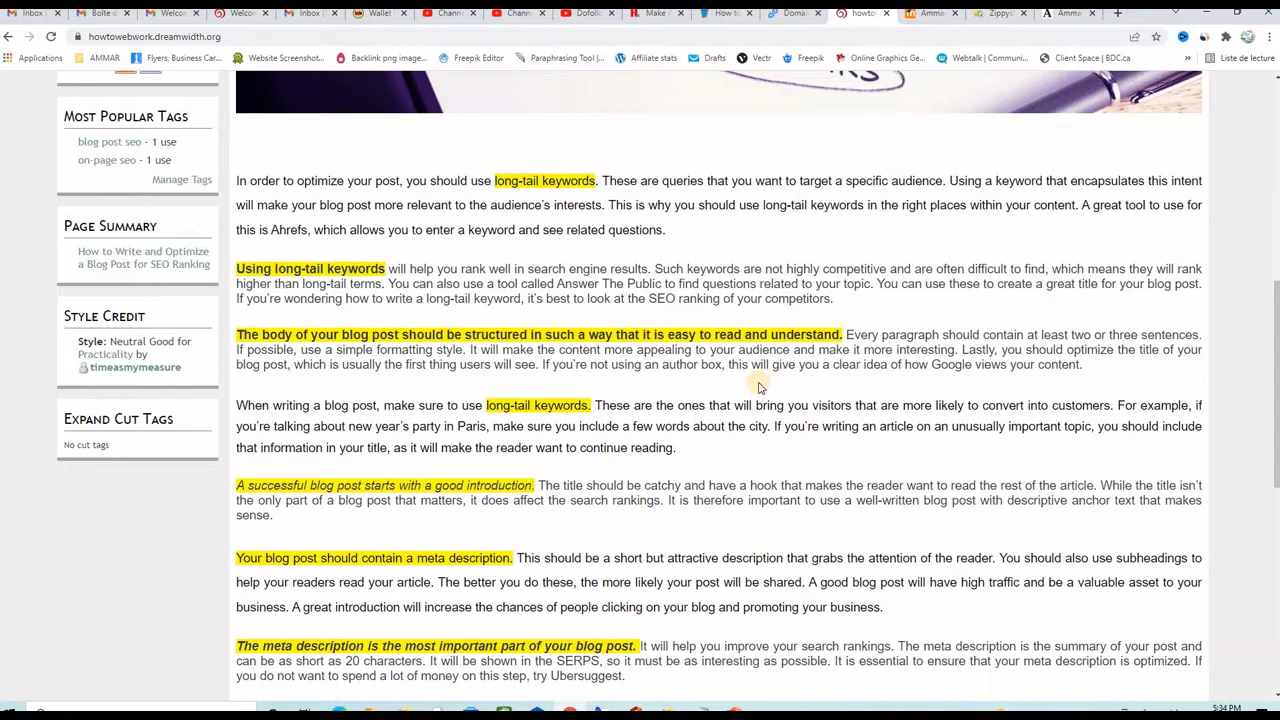 Inbox
Boîte d
Welcom
Welco
Inbox (
Wallet
Chann
Chann
Dofollo
Make A
How to
Domai
howto
Ammar
Zippysh
Amma
howtowebwork.dreamwidth.org
Applications
AMMAR
Flyers, Business Car...
Website Screenshot...
Backlink png image...
Freepik Editor
Paraphrasing Tool (...
Affiliate stats
Drafts
Vectr
Freepik
Online Graphics Ge...
Webtalk | Communi...
Client Space | BDC.ca
Liste de lecture
MOST POPULAR TAGS
blog post seo - 1 use
on-page seo - 1 use
Manage Tags
PAGE SUMMARY
How to Write and Optimize
a Blog Post for SEO Ranking
STYLE CREDIT
Style: Neutral Good for
Practicality by
timeasmymeasure
EXPAND CUT TAGS
No cut tags
In order to optimize your post, you should use long-tail keywords. These are queries that you want to target a specific audience. Using a keyword that encapsulates this intent
will make your blog post more relevant to the audience's interests. This is why you should use long-tail keywords in the right places within your content. A great tool to use for
this is Ahrefs, which allows you to enter a keyword and see related questions.
Using long-tail keywords will help you rank well in search engine results. Such keywords are not highly competitive and are often difficult to find, which means they will rank
higher than long-tail terms. You can also use a tool called Answer The Public to find questions related to your topic. You can use these to create a great title for your blog post.
If you're wondering how to write a long-tail keyword, it's best to look at the SEO ranking of your competitors.
The body of your blog post should be structured in such a way that it is easy to read and understand. Every paragraph should contain at least two or three sentences.
If possible, use a simple formatting style. It will make the content more appealing to your audience and make it more interesting. Lastly, you should optimize the title of your
blog post, which is usually the first thing users will see. If you're not using an author box, this will give you a clear idea of how Google views your content.
When writing a blog post, make sure to use long-tail keywords. These are the ones that will bring you visitors that are more likely to convert into customers. For example, if
you're talking about new year's party in Paris, make sure you include a few words about the city. If you're writing an article on an unusually important topic, you should include
that information in your title, as it will make the reader want to continue reading.
A successful blog post starts with a good introduction. The title should be catchy and have a hook that makes the reader want to read the rest of the article. While the title isn't
the only part of a blog post that matters, it does affect the search rankings. It is therefore important to use a well-written blog post with descriptive anchor text that makes
sense.
Your blog post should contain a meta description. This should be a short but attractive description that grabs the attention of the reader. You should also use subheadings to
help your readers read your article. The better you do these, the more likely your post will be shared. A good blog post will have high traffic and be a valuable asset to your
business. A great introduction will increase the chances of people clicking on your blog and promoting your business.
The meta description is the most important part of your blog post. It will help you improve your search rankings. The meta description is the summary of your post and
can be as short as 20 characters. It will be shown in the SERPS, so it must be as interesting as possible. It is essential to ensure that your meta description is optimized. If
you do not want to spend a lot of money on this step, try Ubersuggest.
5:34 PM